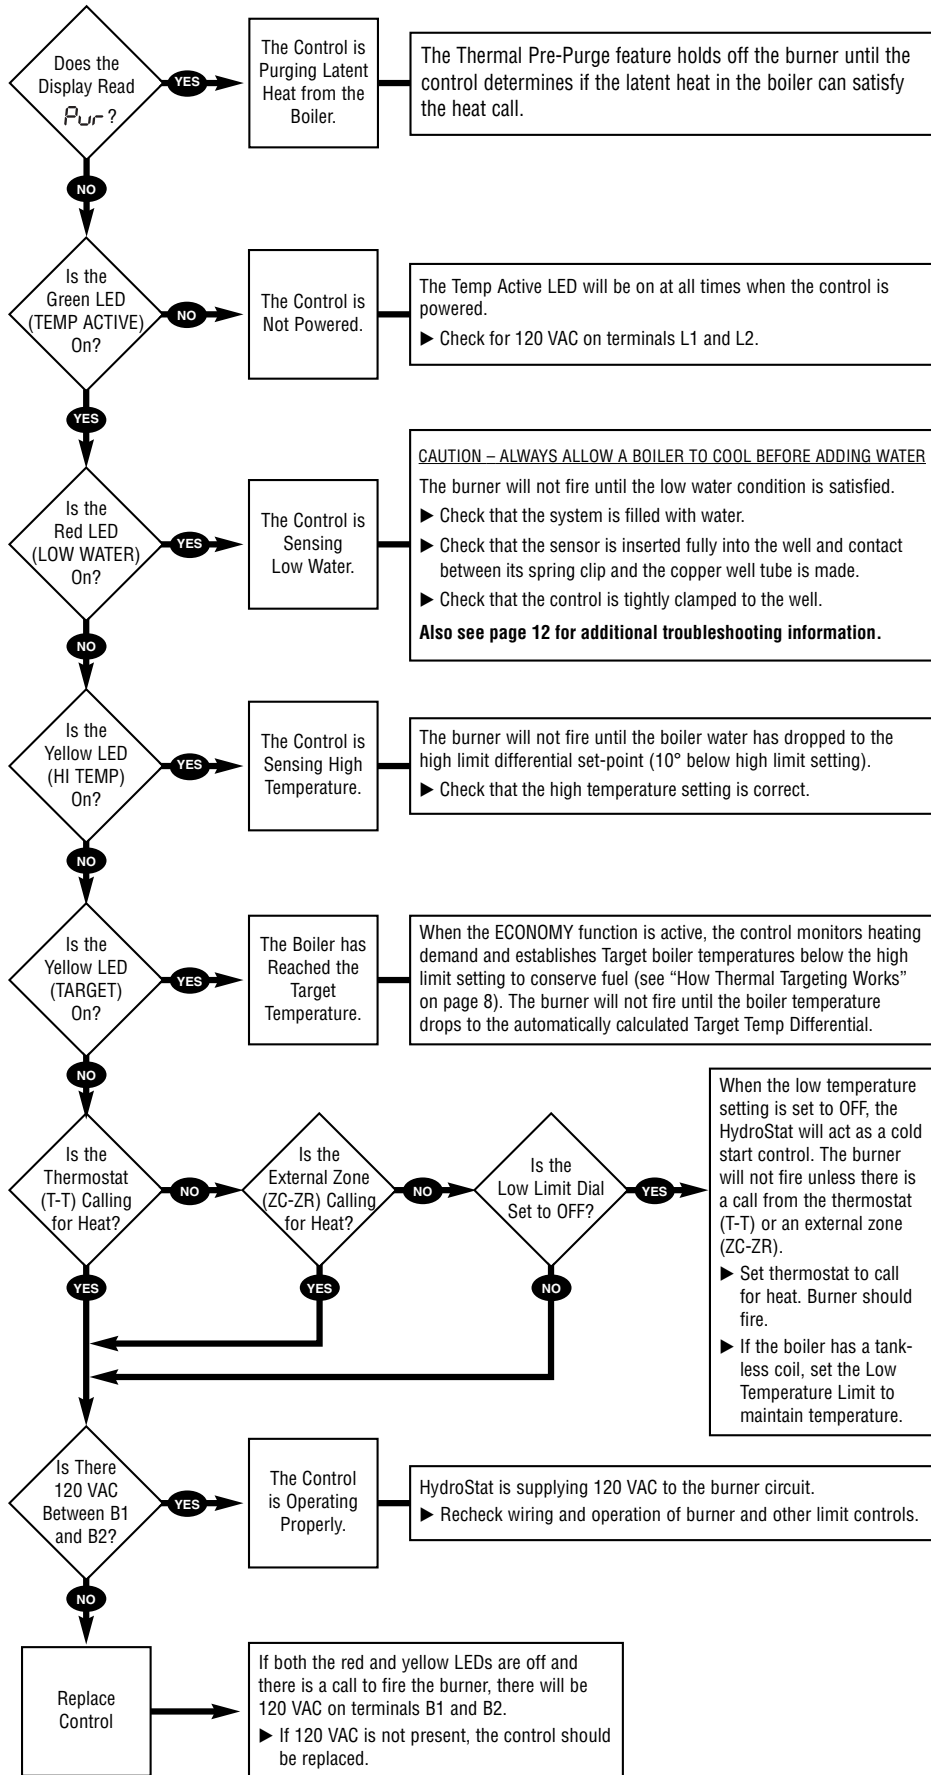 Does the
Display Read
Pur ?
YES
The Control is
Purging Latent
Heat from the
Boiler.
The Thermal Pre-Purge feature holds off the burner until the
control determines if the latent heat in the boiler can satisfy
the heat call.
NO
Is the
Green LED
(TEMP ACTIVE)
On?
NO
The Control is
Not Powered.
The Temp Active LED will be on at all times when the control is
powered.
▶ Check for 120 VAC on terminals L1 and L2.
YES
Is the
Red LED
(LOW WATER)
On?
YES
The Control is
Sensing
Low Water.
CAUTION – ALWAYS ALLOW A BOILER TO COOL BEFORE ADDING WATER
The burner will not fire until the low water condition is satisfied.
▶ Check that the system is filled with water.
▶ Check that the sensor is inserted fully into the well and contact
between its spring clip and the copper well tube is made.
▶ Check that the control is tightly clamped to the well.
Also see page 12 for additional troubleshooting information.
NO
Is the
Yellow LED
(HI TEMP)
On?
YES
The Control is
Sensing High
Temperature.
The burner will not fire until the boiler water has dropped to the
high limit differential set-point (10° below high limit setting).
▶ Check that the high temperature setting is correct.
NO
Is the
Yellow LED
(TARGET)
On?
YES
The Boiler has
Reached the
Target
Temperature.
When the ECONOMY function is active, the control monitors heating
demand and establishes Target boiler temperatures below the high
limit setting to conserve fuel (see “How Thermal Targeting Works”
on page 8). The burner will not fire until the boiler temperature
drops to the automatically calculated Target Temp Differential.
NO
Is the
Thermostat
(T-T) Calling
for Heat?
NO
Is the
External Zone
(ZC-ZR) Calling
for Heat?
NO
Is the
Low Limit Dial
Set to OFF?
YES
When the low temperature
setting is set to OFF, the
HydroStat will act as a cold
start control. The burner
will not fire unless there is
a call from the thermostat
(T-T) or an external zone
(ZC-ZR).
▶ Set thermostat to call
for heat. Burner should
fire.
▶ If the boiler has a tank-
less coil, set the Low
Temperature Limit to
maintain temperature.
YES
YES
NO
Is There
120 VAC
Between B1
and B2?
YES
The Control
is Operating
Properly.
HydroStat is supplying 120 VAC to the burner circuit.
▶ Recheck wiring and operation of burner and other limit controls.
NO
Replace
Control
If both the red and yellow LEDs are off and
there is a call to fire the burner, there will be
120 VAC on terminals B1 and B2.
▶ If 120 VAC is not present, the control should
be replaced.